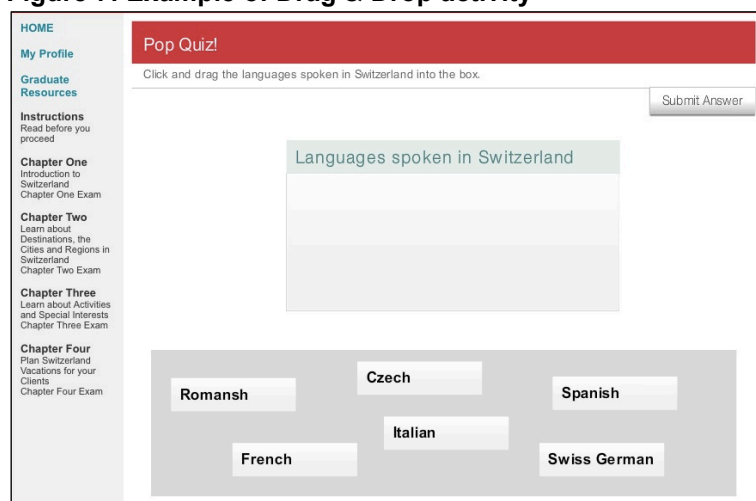 Figure 7: Example of Drag & Drop activity
HOME
My Profile
Graduate
Resources
Instructions
Read before you
proceed
Chapter One
Introduction to
Switzerland
Chapter One Exam
Chapter Two
Learn about
Destinations, the
Cities and Regions in
Switzerland
Chapter Two Exam
Chapter Three
Learn about Activities
and Special Interests
Chapter Three Exam
Chapter Four
Plan Switzerland
Vacations for your
Clients
Chapter Four Exam
Pop Quiz!
Click and drag the languages spoken in Switzerland into the box.
Submit Answer
Languages spoken in Switzerland
Romansh
Czech
Spanish
Italian
French
Swiss German